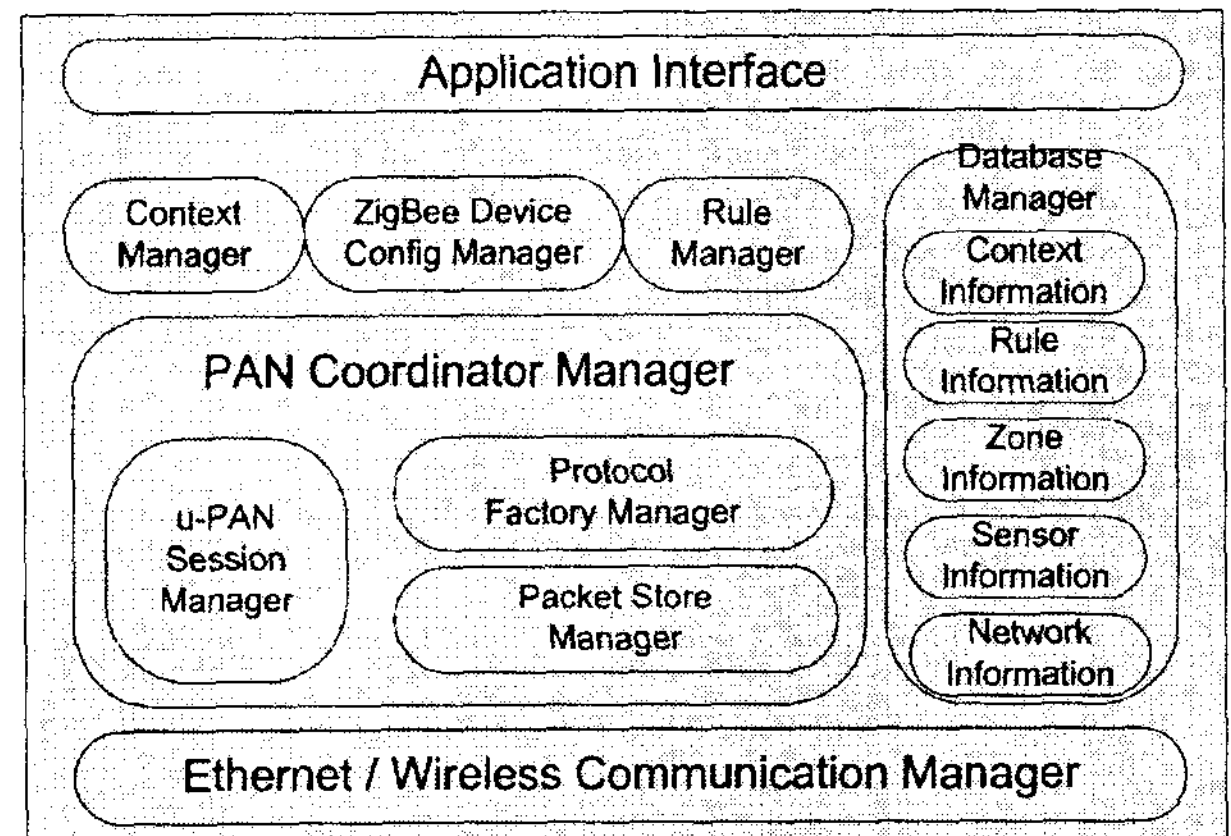 Application Interface
Context
Manager
ZigBee Device
Config Manager
Rule
Manager
Database
Manager
Context
Information
Rule
Information
Zone
Information
Sensor
Information
Network
Information
PAN Coordinator Manager
u-PAN
Session
Manager
Protocol
Factory Manager
Packet Store
Manager
Ethernet / Wireless Communication Manager